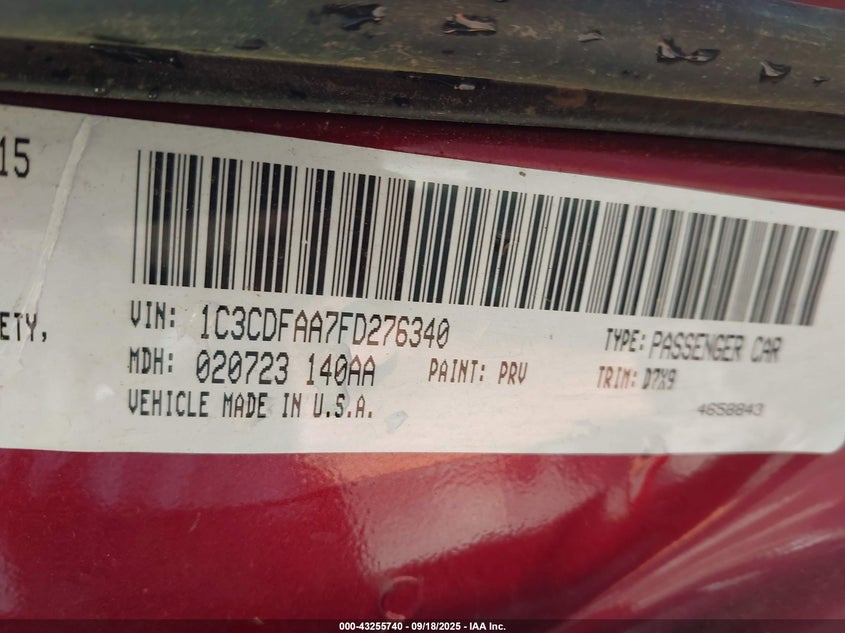 15
ETY,
VIN: 1C3CDFAA7FD276340
TYPE: PASSENGER CAR
MDH: 020723 140AA
PAINT: PRV
TRIM: D7X9
VEHICLE MADE IN U.S.A.
4658843
000-43255740 - 09/18/2025 - IAA Inc.